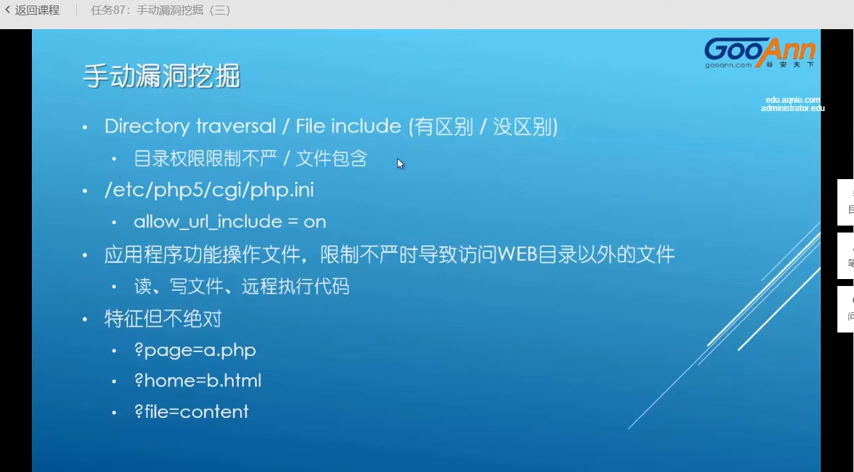 返回课程 任务87：手动漏洞挖掘（三）
GooAnn
gooann.com 谷安天下
edu.aqniu.com
administrator.edu
手动漏洞挖掘
Directory traversal / File include (有区别 / 没区别)
目录权限限制不严 / 文件包含
/etc/php5/cgi/php.ini
allow_url_include = on
应用程序功能操作文件，限制不严时导致访问WEB目录以外的文件
读、写文件、远程执行代码
特征但不绝对
?page=a.php
?home=b.html
?file=content